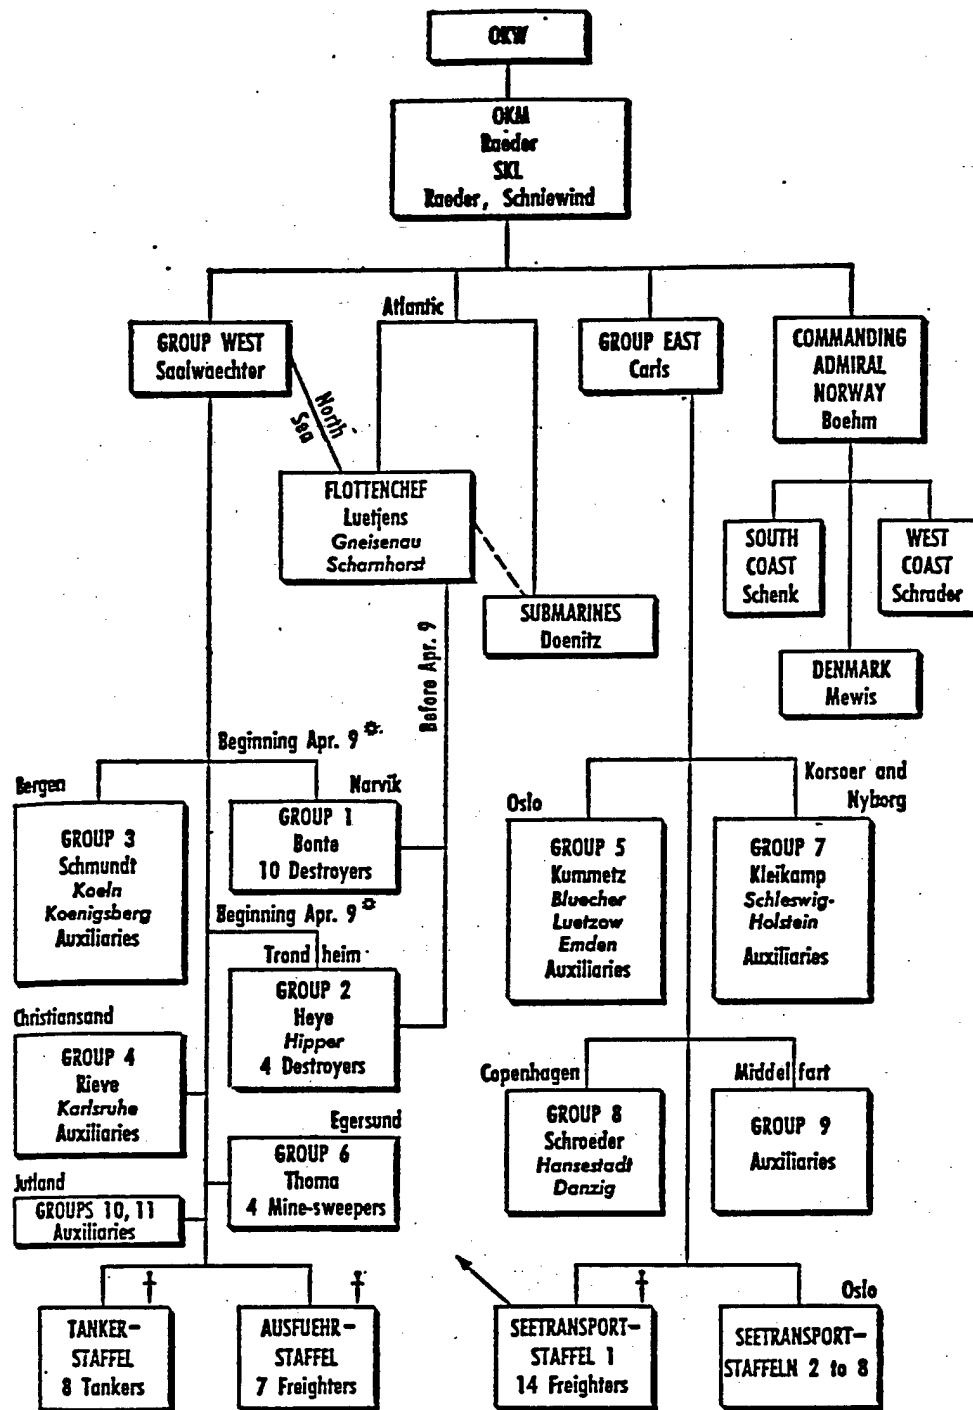 OKW
OKM
Raeder
SKL
Raeder, Schniewind
Atlantic
GROUP WEST
Saalwaechter
GROUP EAST
Carls
COMMANDING
ADMIRAL
NORWAY
Boehm
North
Sea
FLOTTENCHEF
Luetjens
Gneisenau
Scharnhorst
SOUTH
COAST
Schenk
WEST
COAST
Schrader
SUBMARINES
Doenitz
DENMARK
Mewis
Before Apr. 9
Beginning Apr. 9 *
Bergen
GROUP 3
Schmundt
Koeln
Koenigsberg
Auxiliaries
Narvik
GROUP 1
Bonte
10 Destroyers
Oslo
GROUP 5
Kummetz
Bluecher
Luetzow
Emden
Auxiliaries
Korsoer and
Nyborg
GROUP 7
Kleikamp
Schleswig-
Holstein
Auxiliaries
Beginning Apr. 9 *
Trondheim
GROUP 2
Heye
Hipper
4 Destroyers
Christiansand
GROUP 4
Rieve
Karlsruhe
Auxiliaries
Copenhagen
GROUP 8
Schroeder
Hansestadt
Danzig
Middelfart
GROUP 9
Auxiliaries
Egersund
GROUP 6
Thoma
4 Mine-sweepers
Jutland
GROUPS 10, 11
Auxiliaries
†
TANKER-
STAFFEL
8 Tankers
†
AUSFUEHR-
STAFFEL
7 Freighters
†
SEETRANSPORT-
STAFFEL 1
14 Freighters
Oslo
SEETRANSPORT-
STAFFELN 2 to 8